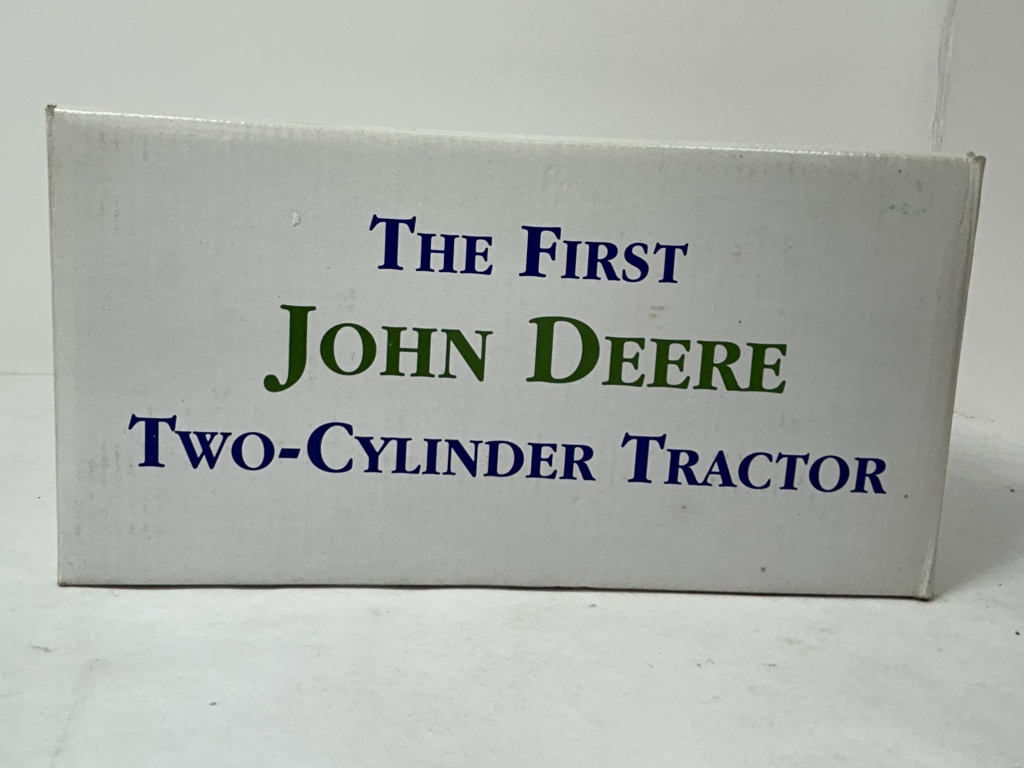 The First
John Deere
Two-Cylinder Tractor